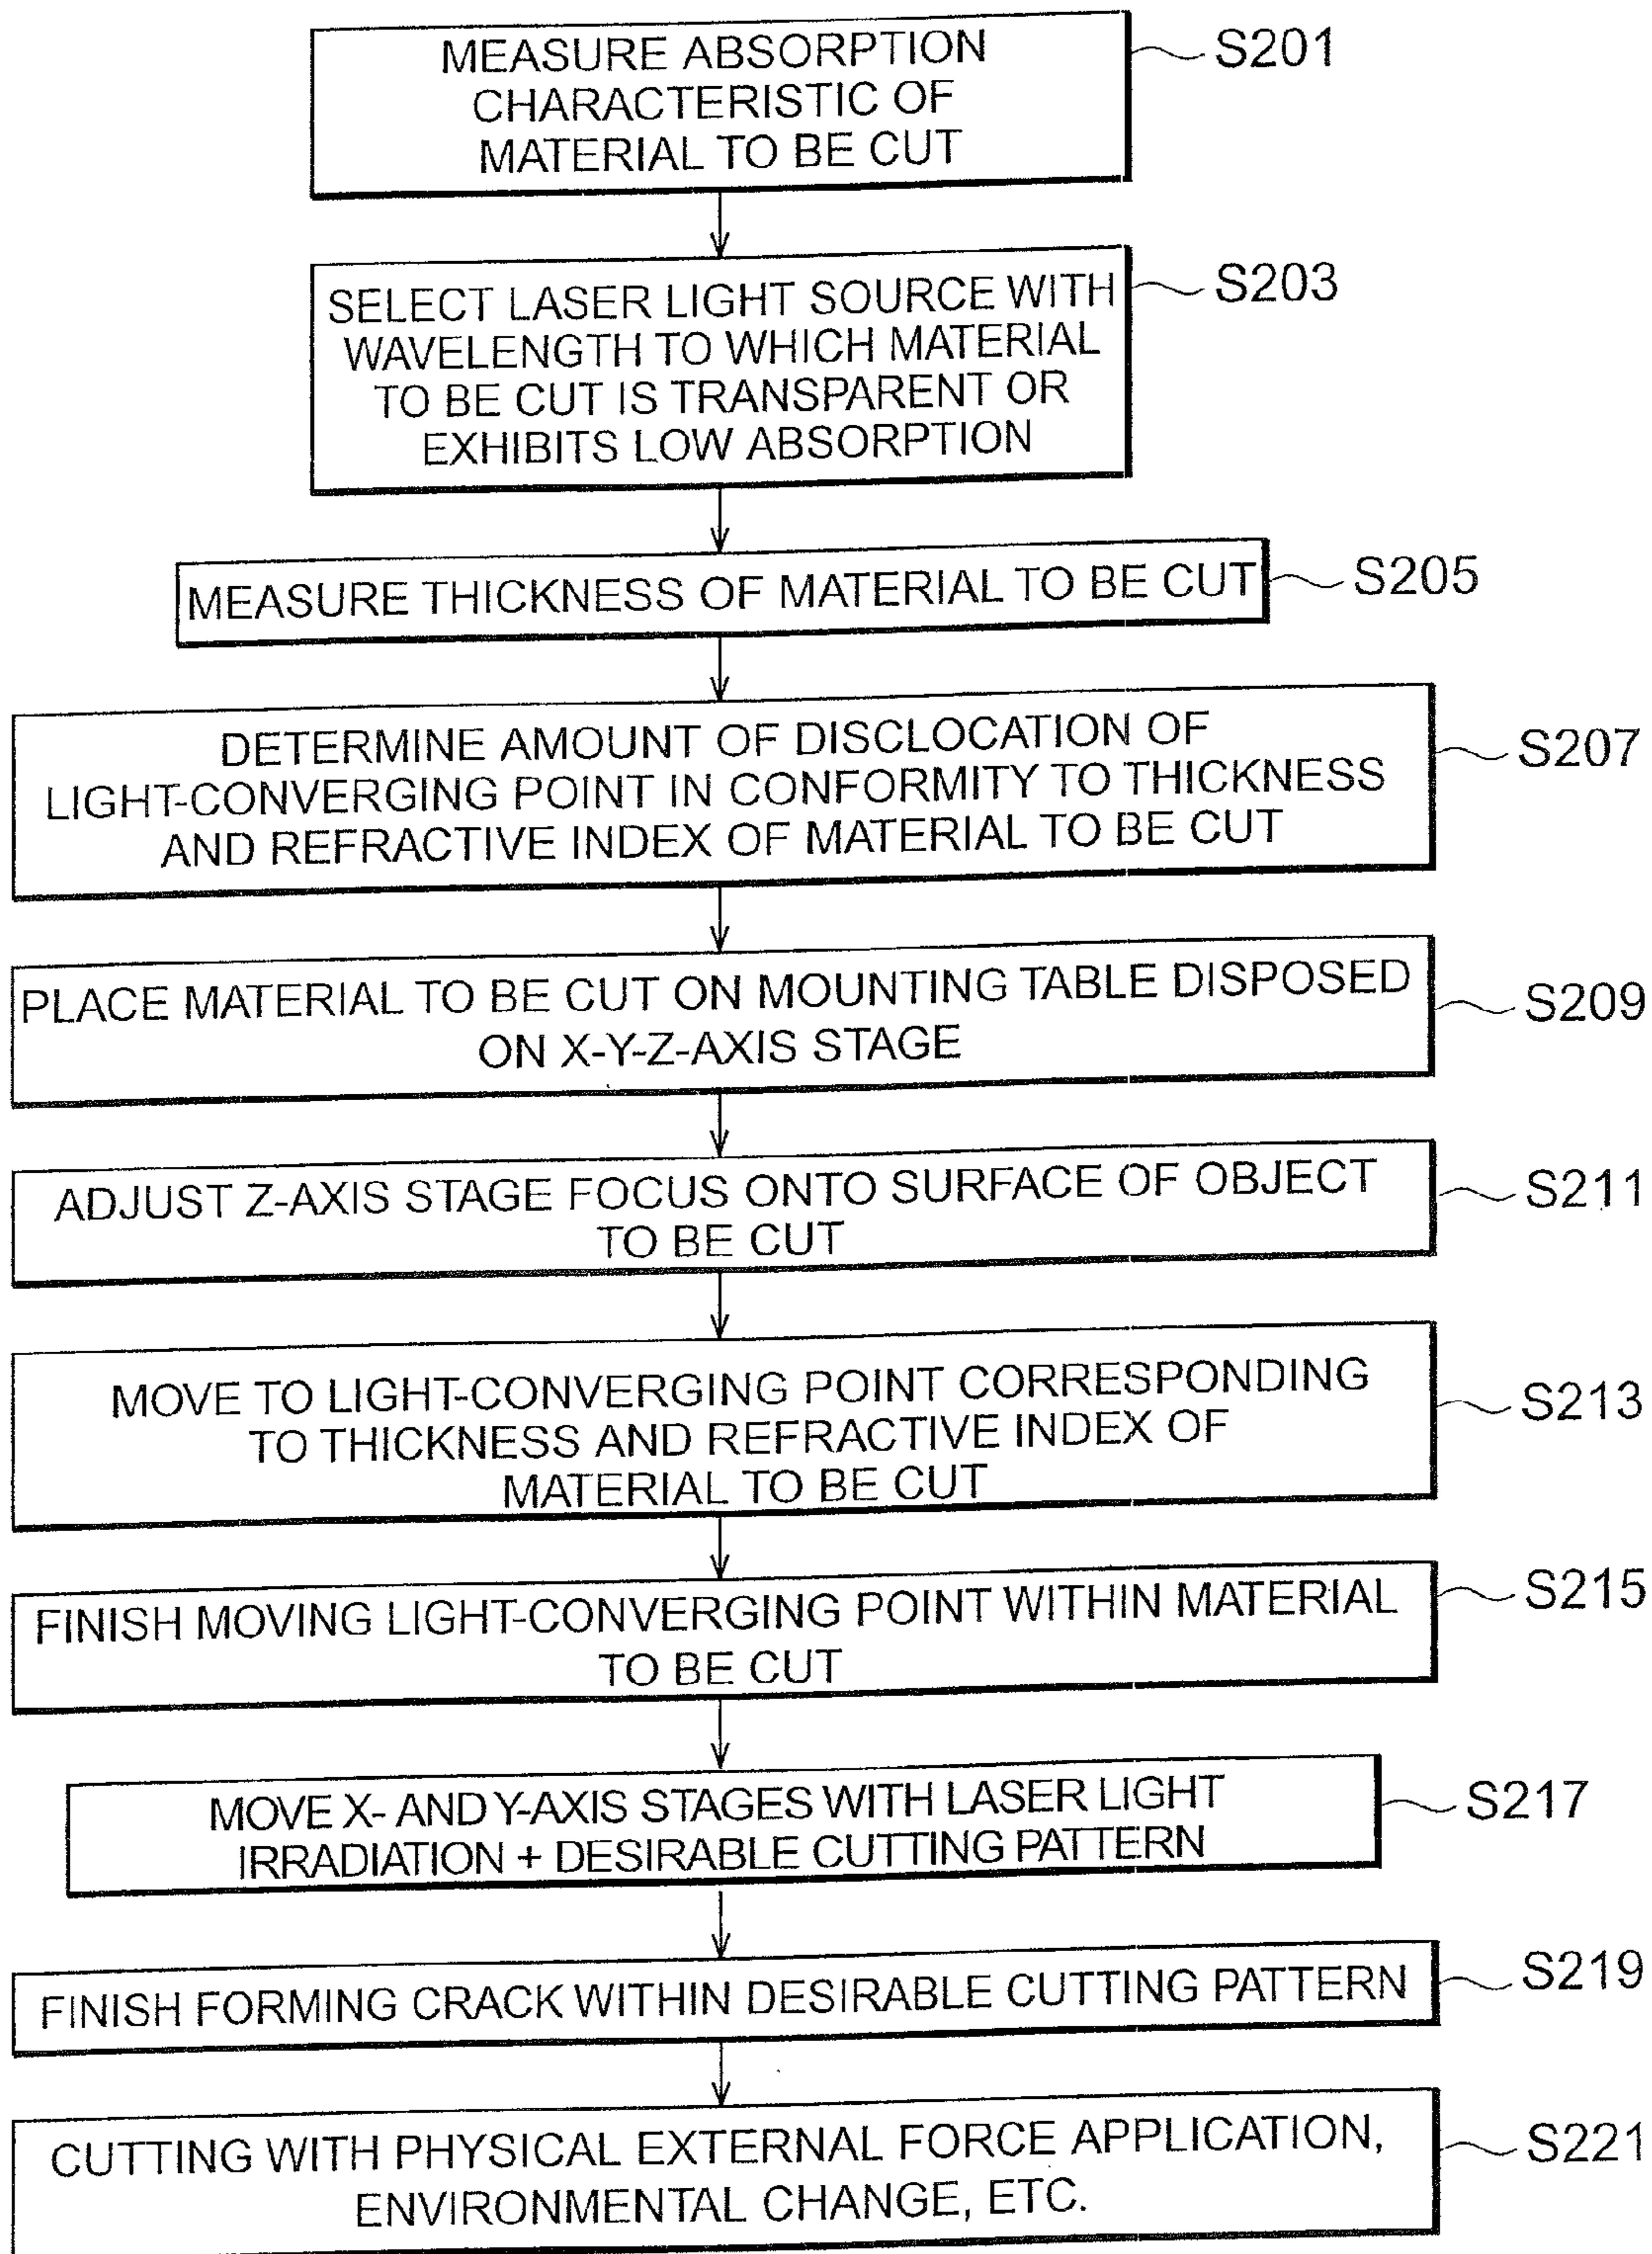 MEASURE ABSORPTION
CHARACTERISTIC OF
MATERIAL TO BE CUT
S201
SELECT LASER LIGHT SOURCE WITH
WAVELENGTH TO WHICH MATERIAL
TO BE CUT IS TRANSPARENT OR
EXHIBITS LOW ABSORPTION
S203
MEASURE THICKNESS OF MATERIAL TO BE CUT
S205
DETERMINE AMOUNT OF DISCLOCATION OF
LIGHT-CONVERGING POINT IN CONFORMITY TO THICKNESS
AND REFRACTIVE INDEX OF MATERIAL TO BE CUT
S207
PLACE MATERIAL TO BE CUT ON MOUNTING TABLE DISPOSED
ON X-Y-Z-AXIS STAGE
S209
ADJUST Z-AXIS STAGE FOCUS ONTO SURFACE OF OBJECT
TO BE CUT
S211
MOVE TO LIGHT-CONVERGING POINT CORRESPONDING
TO THICKNESS AND REFRACTIVE INDEX OF
MATERIAL TO BE CUT
S213
FINISH MOVING LIGHT-CONVERGING POINT WITHIN MATERIAL
TO BE CUT
S215
MOVE X- AND Y-AXIS STAGES WITH LASER LIGHT
IRRADIATION + DESIRABLE CUTTING PATTERN
S217
FINISH FORMING CRACK WITHIN DESIRABLE CUTTING PATTERN
S219
CUTTING WITH PHYSICAL EXTERNAL FORCE APPLICATION,
ENVIRONMENTAL CHANGE, ETC.
S221